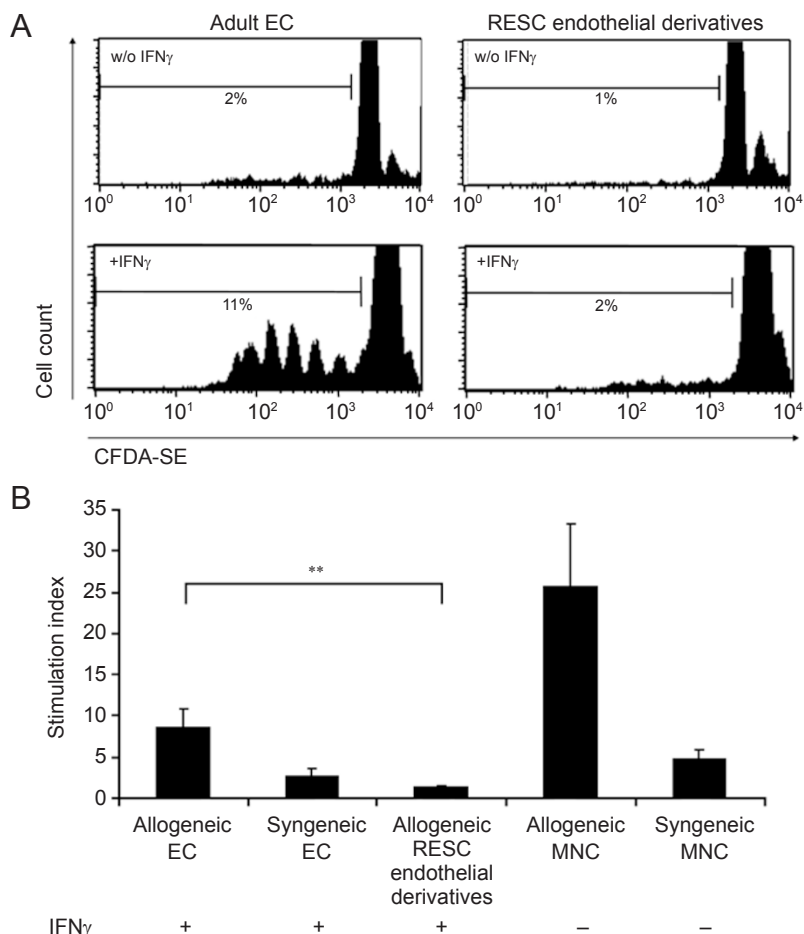 A
Adult EC
RESC endothelial derivatives
w/o IFNγ
2%
w/o IFNγ
1%
10⁰ 10¹ 10² 10³ 10⁴
10⁰ 10¹ 10² 10³ 10⁴
+IFNγ
11%
+IFNγ
2%
10⁰ 10¹ 10² 10³ 10⁴
10⁰ 10¹ 10² 10³ 10⁴
Cell count
CFDA-SE
B
Stimulation index
35
30
25
20
15
10
5
0
**
Allogeneic
EC
Syngeneic
EC
Allogeneic
RESC
endothelial
derivatives
Allogeneic
MNC
Syngeneic
MNC
IFNγ + + + – –